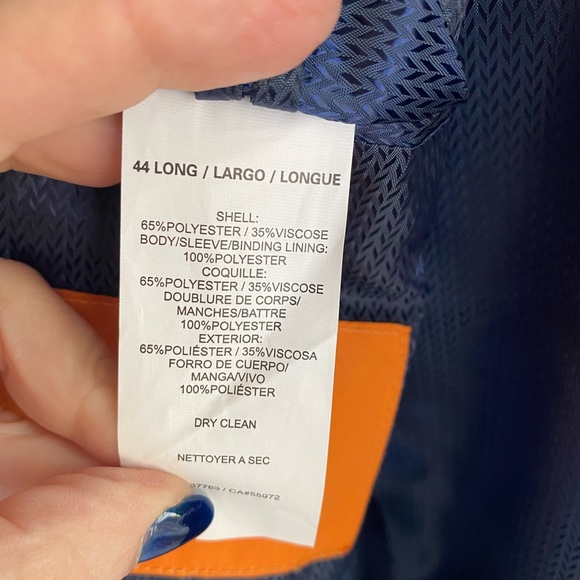 44 LONG / LARGO / LONGUE
SHELL:
65%POLYESTER / 35%VISCOSE
BODY/SLEEVE/BINDING LINING:
100%POLYESTER
COQUILLE:
65%POLYESTER / 35%VISCOSE
DOUBLURE DE CORPS/
MANCHES/BATTRE
100%POLYESTER
EXTERIOR:
65%POLIÉSTER / 35%VISCOSA
FORRO DE CUERPO/
MANGA/VIVO
100%POLIÉSTER
DRY CLEAN
NETTOYER A SEC
/ CA#55972